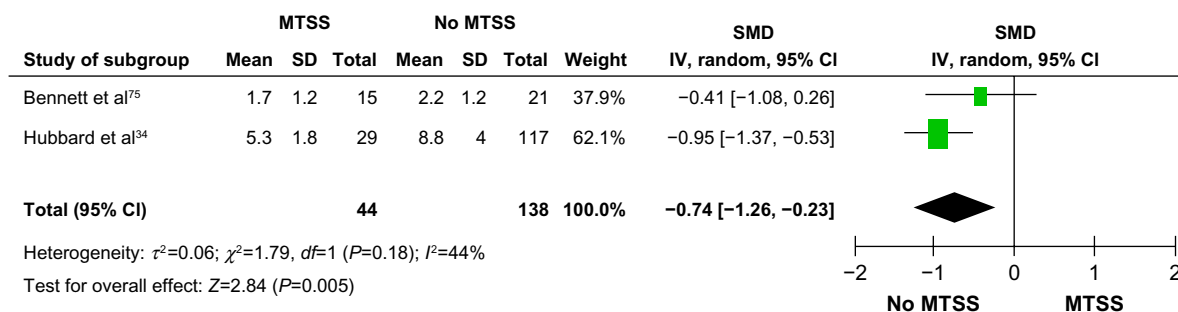 MTSS No MTSS SMD SMD
Study of subgroup Mean SD Total Mean SD Total Weight IV, random, 95% CI IV, random, 95% CI
Bennett et al⁷⁵ 1.7 1.2 15 2.2 1.2 21 37.9% −0.41 [−1.08, 0.26]
Hubbard et al³⁴ 5.3 1.8 29 8.8 4 117 62.1% −0.95 [−1.37, −0.53]
Total (95% CI) 44 138 100.0% −0.74 [−1.26, −0.23]
Heterogeneity: τ²=0.06; χ²=1.79, df=1 (P=0.18); I²=44%
Test for overall effect: Z=2.84 (P=0.005)
−2 −1 0 1 2
No MTSS MTSS